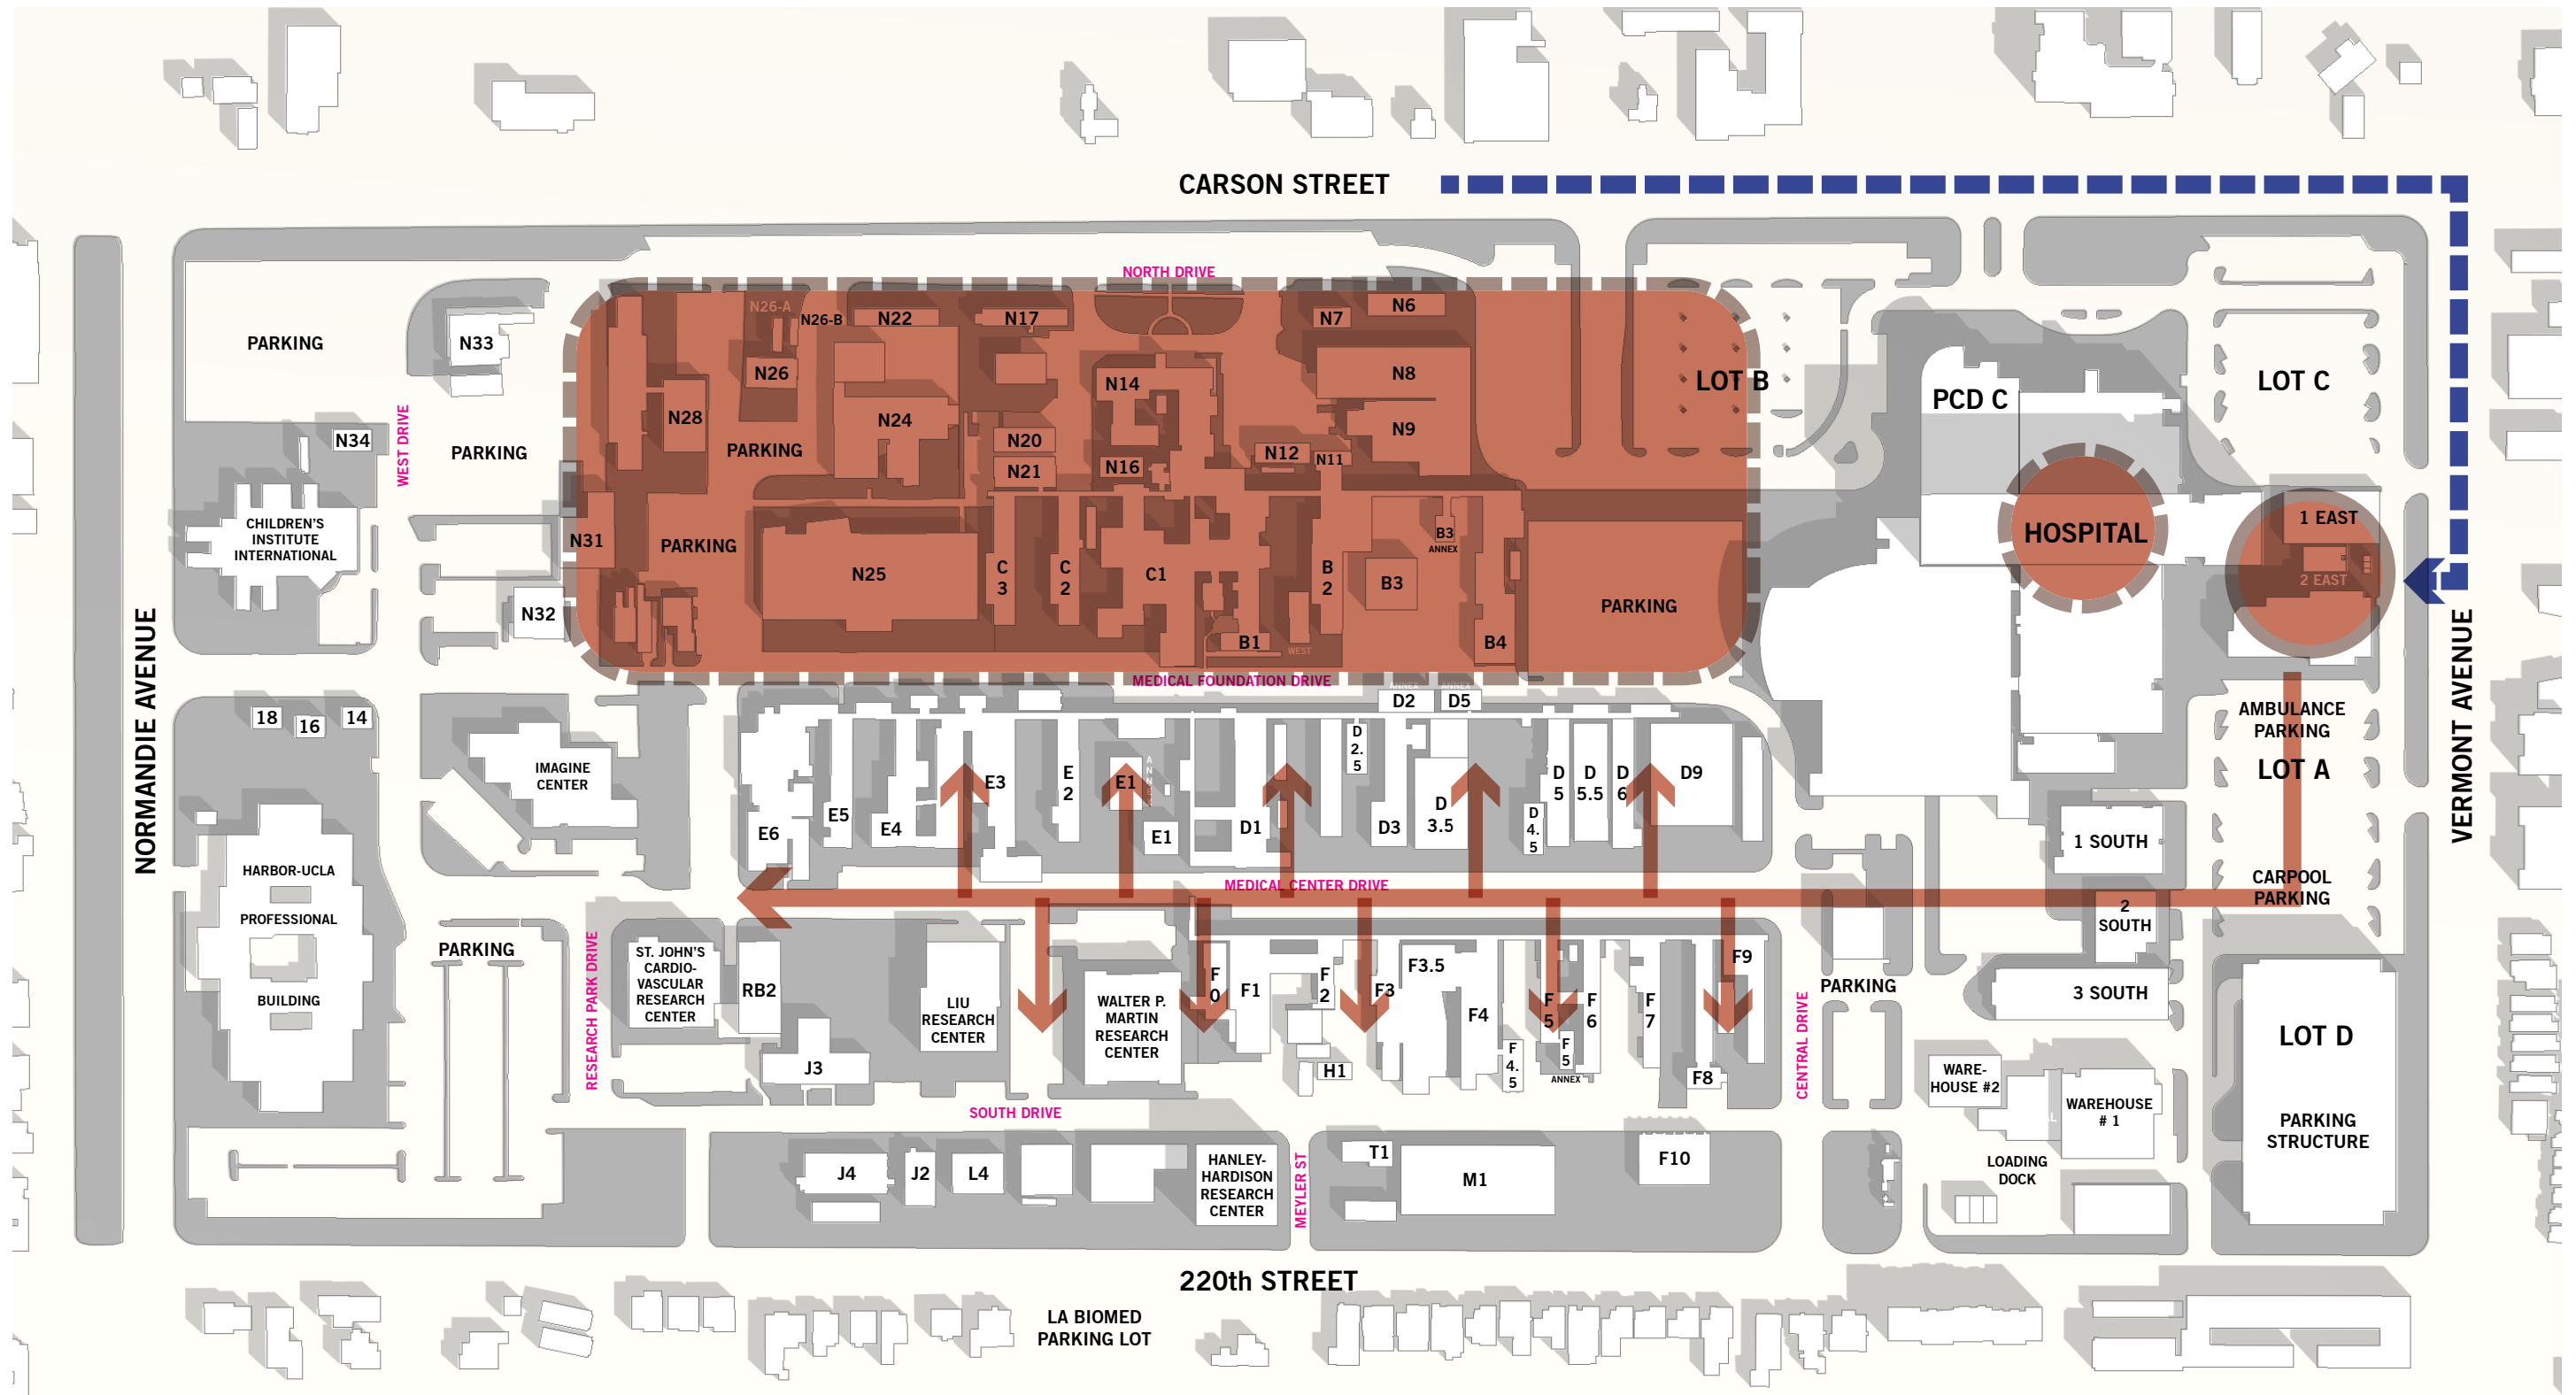 CARSON STREET
NORTH DRIVE
N26-A
N26-B
N22
N17
N7
N6
PARKING
N33
N26
N14
N8
LOT B
PCD C
LOT C
N28
N24
N9
WEST DRIVE
N34
PARKING
PARKING
N20
N21
N16
N12
N11
CHILDREN'S
INSTITUTE
INTERNATIONAL
N31
PARKING
N25
C
3
C
2
C1
B
2
B3
ANNEX
B3
HOSPITAL
1 EAST
2 EAST
N32
PARKING
B1
WEST
B4
NORMANDIE AVENUE
VERMONT AVENUE
MEDICAL FOUNDATION DRIVE
ANNEX
ANNEX
D2
D5
18
16
14
AMBULANCE
PARKING
LOT A
IMAGINE
CENTER
E6
E5
E4
E3
E
2
E1
A
N
N
E1
D1
D
2.
5
D3
D
3.5
D
4.
5
D
5
D
5.5
D
6
D9
1 SOUTH
HARBOR-UCLA
PROFESSIONAL
BUILDING
MEDICAL CENTER DRIVE
CARPOOL
PARKING
2
SOUTH
PARKING
RESEARCH PARK DRIVE
ST. JOHN'S
CARDIO-
VASCULAR
RESEARCH
CENTER
RB2
LIU
RESEARCH
CENTER
WALTER P.
MARTIN
RESEARCH
CENTER
F
0
F1
F
2
F3
F3.5
F4
F
4.
5
F
5
F
5
ANNEX
F
6
F
7
F8
F9
CENTRAL DRIVE
PARKING
3 SOUTH
LOT D
J3
H1
WARE-
HOUSE #2
WAREHOUSE
# 1
L
PARKING
STRUCTURE
SOUTH DRIVE
J4
J2
L4
HANLEY-
HARDISON
RESEARCH
CENTER
MEYLER ST
T1
M1
F10
LOADING
DOCK
220th STREET
LA BIOMED
PARKING LOT